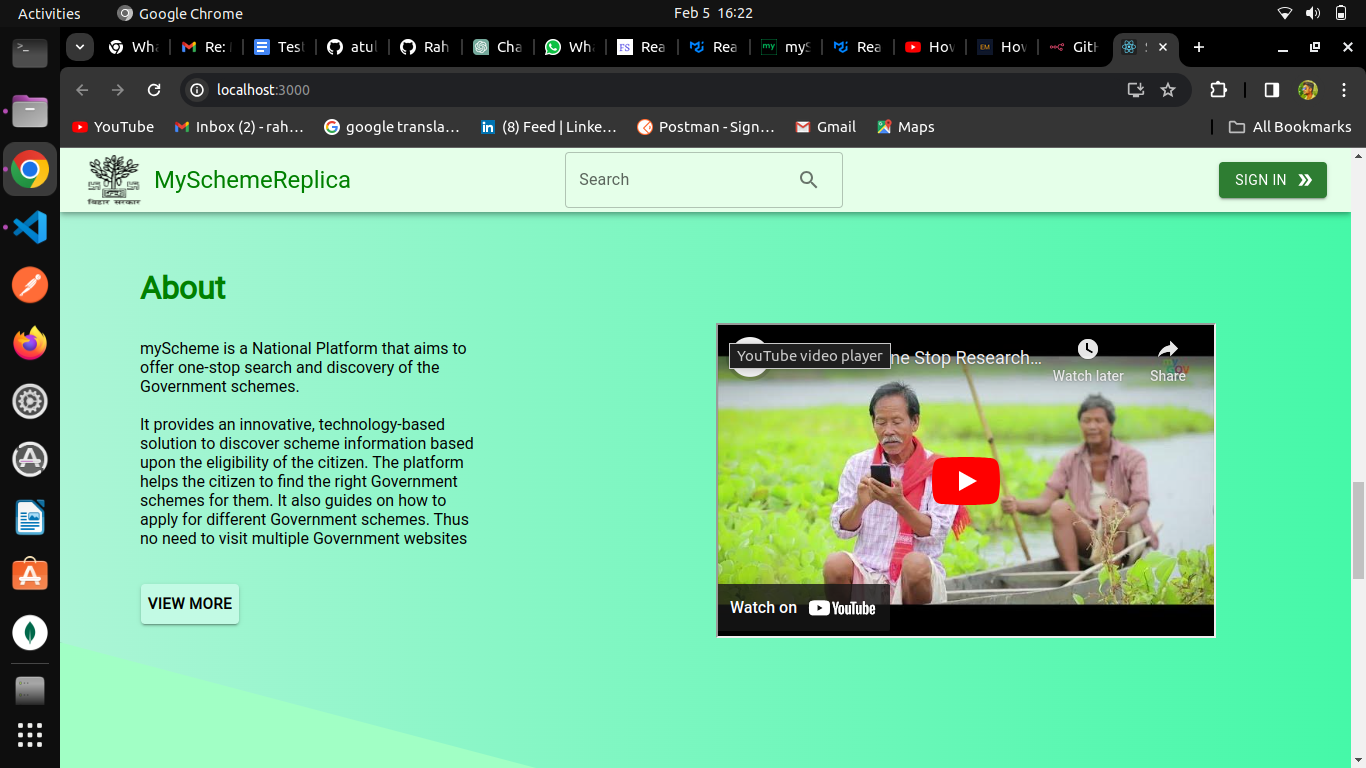 Activities
Google Chrome
Feb 5 16:22
Wha
Re: 
Test
atul
Rah
Cha
Wha
Rea
Rea
myS
Rea
How
How
GitH
localhost:3000
YouTube
Inbox (2) - rah…
google transla…
(8) Feed | Linke…
Postman - Sign…
Gmail
Maps
All Bookmarks
बिहार सरकार
MySchemeReplica
Search
SIGN IN
About
myScheme is a National Platform that aims to
offer one-stop search and discovery of the
Government schemes.
It provides an innovative, technology-based
solution to discover scheme information based
upon the eligibility of the citizen. The platform
helps the citizen to find the right Government
schemes for them. It also guides on how to
apply for different Government schemes. Thus
no need to visit multiple Government websites
VIEW MORE
YouTube video player
ne Stop Research…
Watch later
Share
Watch on YouTube